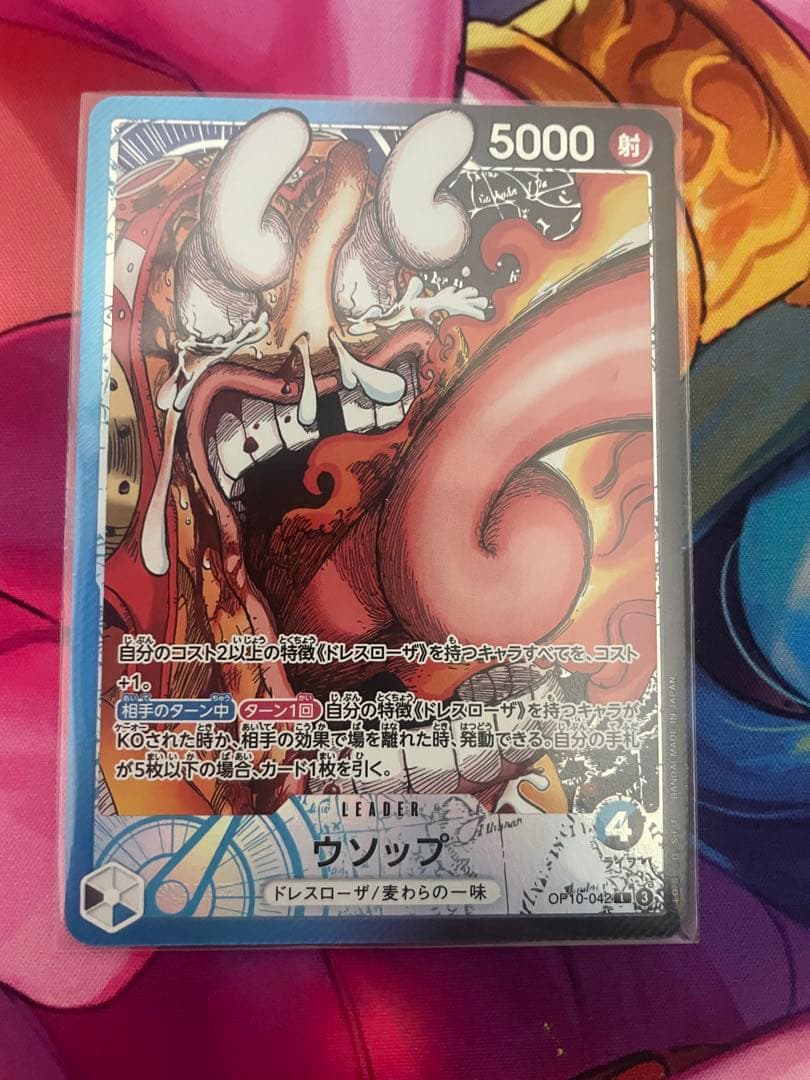 5000 射
自分のコスト2以上の特徴《ドレスローザ》を持つキャラすべてを、コスト
+1。
相手のターン中 ターン1回 自分の特徴《ドレスローザ》を持つキャラが
KOされた時か、相手の効果で場を離れた時、発動できる。自分の手札
が5枚以下の場合、カード1枚を引く。
LEADER
4
ウソップ
ライフ
ドレスローザ/麦わらの一味
OP10-042 L 3
BANDAI MADE IN JAPAN